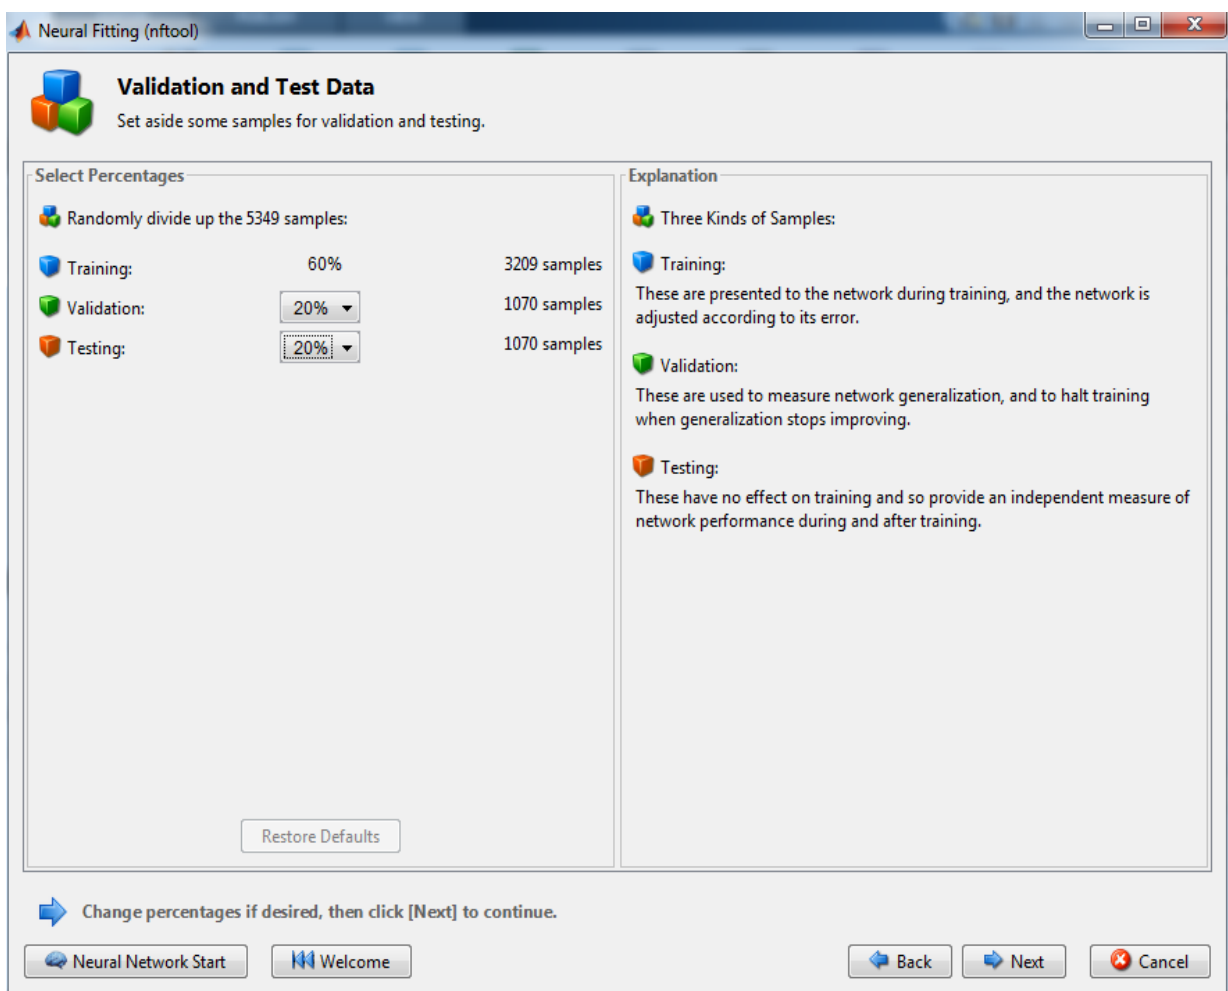 Neural Fitting (nftool)
Validation and Test Data
Set aside some samples for validation and testing.
Select Percentages
Randomly divide up the 5349 samples:
Training: 60% 3209 samples
Validation: 20% 1070 samples
Testing: 20% 1070 samples
Restore Defaults
Explanation
Three Kinds of Samples:
Training:
These are presented to the network during training, and the network is
adjusted according to its error.
Validation:
These are used to measure network generalization, and to halt training
when generalization stops improving.
Testing:
These have no effect on training and so provide an independent measure of
network performance during and after training.
Change percentages if desired, then click [Next] to continue.
Neural Network Start Welcome Back Next Cancel